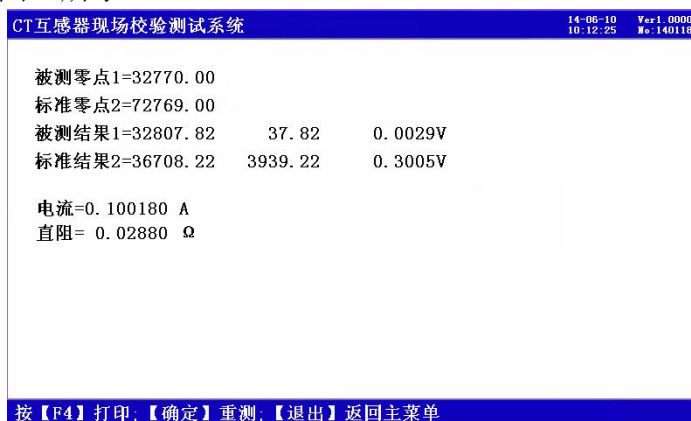 CT互感器现场校验测试系统
14-06-10 Ver1.0000
10:12:25 No:140118
被测零点1=32770.00
标准零点2=72769.00
被测结果1=32807.82 37.82 0.0029V
标准结果2=36708.22 3939.22 0.3005V
电流=0.100180 A
直阻= 0.02880 Ω
按【F4】打印;【确定】重测;【退出】返回主菜单